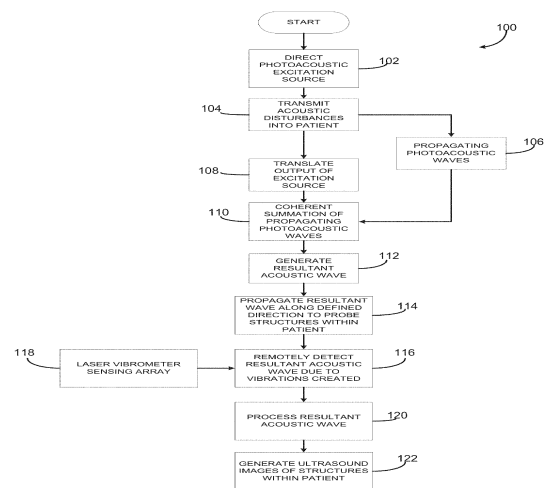 START
100
DIRECT
PHOTOACOUSTIC
EXCITATION
SOURCE
102
104
TRANSMIT
ACOUSTIC
DISTURBANCES
INTO PATIENT
PROPAGATING
PHOTOACOUSTIC
WAVES
106
108
TRANSLATE
OUTPUT OF
EXCITATION
SOURCE
110
COHERENT
SUMMATION OF
PROPAGATING
PHOTOACOUSTIC
WAVES
GENERATE
RESULTANT
ACOUSTIC WAVE
112
PROPAGATE RESULTANT
WAVE ALONG DEFINED
DIRECTION TO PROBE
STRUCTURES WITHIN
PATIENT
114
118
LASER VIBROMETER
SENSING ARRAY
REMOTELY DETECT
RESULTANT ACOUSTIC
WAVE DUE TO
VIBRATIONS CREATED
116
PROCESS RESULTANT
ACOUSTIC WAVE
120
GENERATE ULTRASOUND
IMAGES OF STRUCTURES
WITHIN PATIENT
122